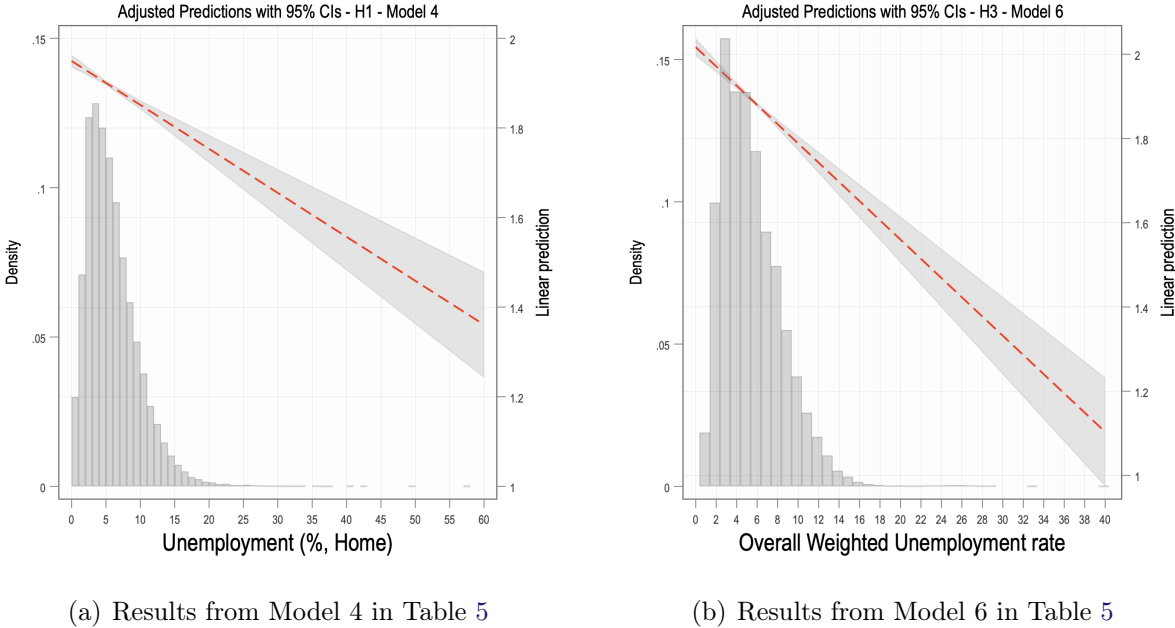 Adjusted Predictions with 95% CIs - H1 - Model 4
.15
.1
.05
0
Density
2
1.8
1.6
1.4
1.2
1
Linear prediction
0 5 10 15 20 25 30 35 40 45 50 55 60
Unemployment (%, Home)
(a) Results from Model 4 in Table 5
Adjusted Predictions with 95% CIs - H3 - Model 6
.15
.1
.05
0
Density
2
1.8
1.6
1.4
1.2
1
Linear prediction
0 2 4 6 8 10 12 14 16 18 20 22 24 26 28 30 32 34 36 38 40
Overall Weighted Unemployment rate
(b) Results from Model 6 in Table 5